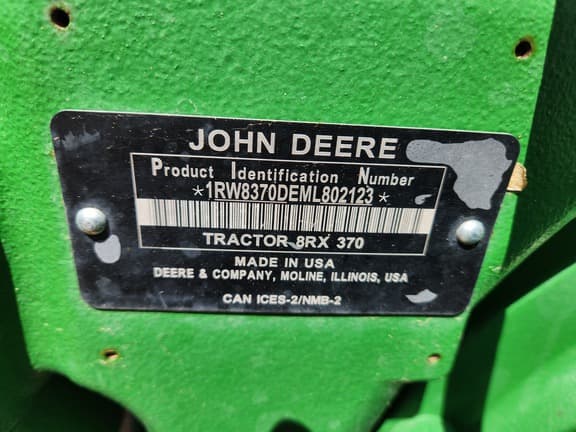 JOHN DEERE
Product Identification Number
*1RW8370DEML802123*
TRACTOR 8RX 370
MADE IN USA
DEERE & COMPANY, MOLINE, ILLINOIS, USA
CAN ICES-2/NMB-2